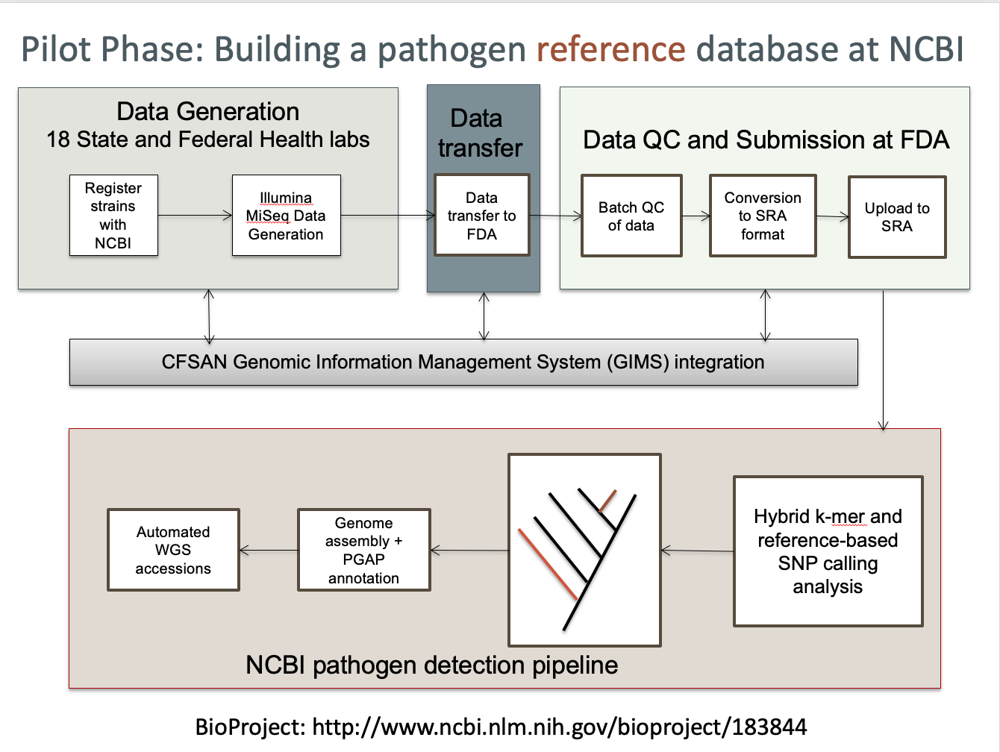 Pilot Phase: Building a pathogen reference database at NCBI
Data Generation
18 State and Federal Health labs
Register
strains
with
NCBI
Illumina
MiSeq Data
Generation
Data
transfer
Data
transfer to
FDA
Data QC and Submission at FDA
Batch QC
of data
Conversion
to SRA
format
Upload to
SRA
CFSAN Genomic Information Management System (GIMS) integration
Automated
WGS
accessions
Genome
assembly +
PGAP
annotation
Hybrid k-mer and
reference-based
SNP calling
analysis
NCBI pathogen detection pipeline
BioProject: http://www.ncbi.nlm.nih.gov/bioproject/183844